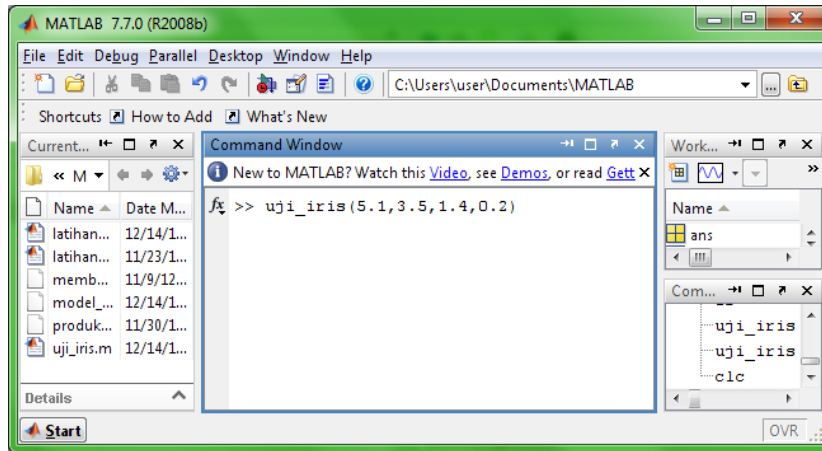 MATLAB 7.7.0 (R2008b)
File Edit Debug Parallel Desktop Window Help
C:\Users\user\Documents\MATLAB
Shortcuts How to Add What's New
Current...
« M
Name Date M...
latihan... 12/14/1...
latihan... 11/23/1...
memb... 11/9/12...
model_... 12/14/1...
produk... 11/30/1...
uji_iris.m 12/14/1...
Details
Command Window
New to MATLAB? Watch this Video, see Demos, or read Gett
fx >> uji_iris(5.1,3.5,1.4,0.2)
Work...
»
Name
ans
Com...
uji_iris
uji_iris
clc
Start
OVR